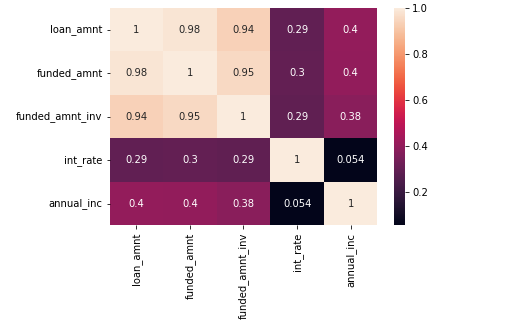 loan_amnt 1 0.98 0.94 0.29 0.4
funded_amnt 0.98 1 0.95 0.3 0.4
funded_amnt_inv 0.94 0.95 1 0.29 0.38
int_rate 0.29 0.3 0.29 1 0.054
annual_inc 0.4 0.4 0.38 0.054 1
loan_amnt
funded_amnt
funded_amnt_inv
int_rate
annual_inc
1.0
0.8
0.6
0.4
0.2